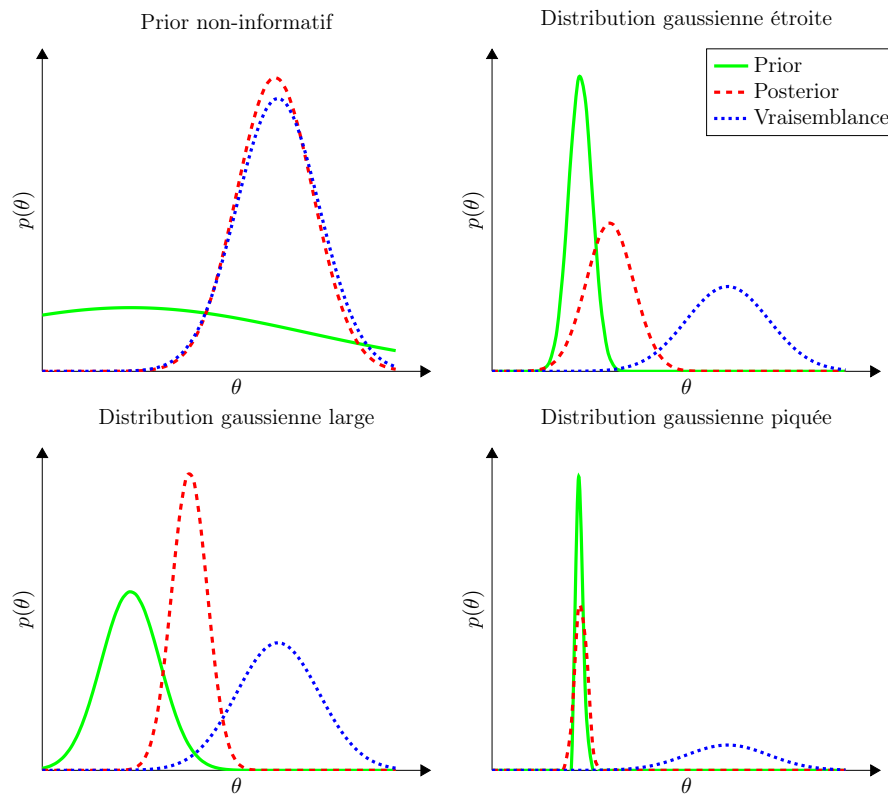 Prior non-informatif
p(θ)
θ
Distribution gaussienne étroite
Prior
Posterior
Vraisemblance
p(θ)
θ
Distribution gaussienne large
p(θ)
θ
Distribution gaussienne piquée
p(θ)
θ